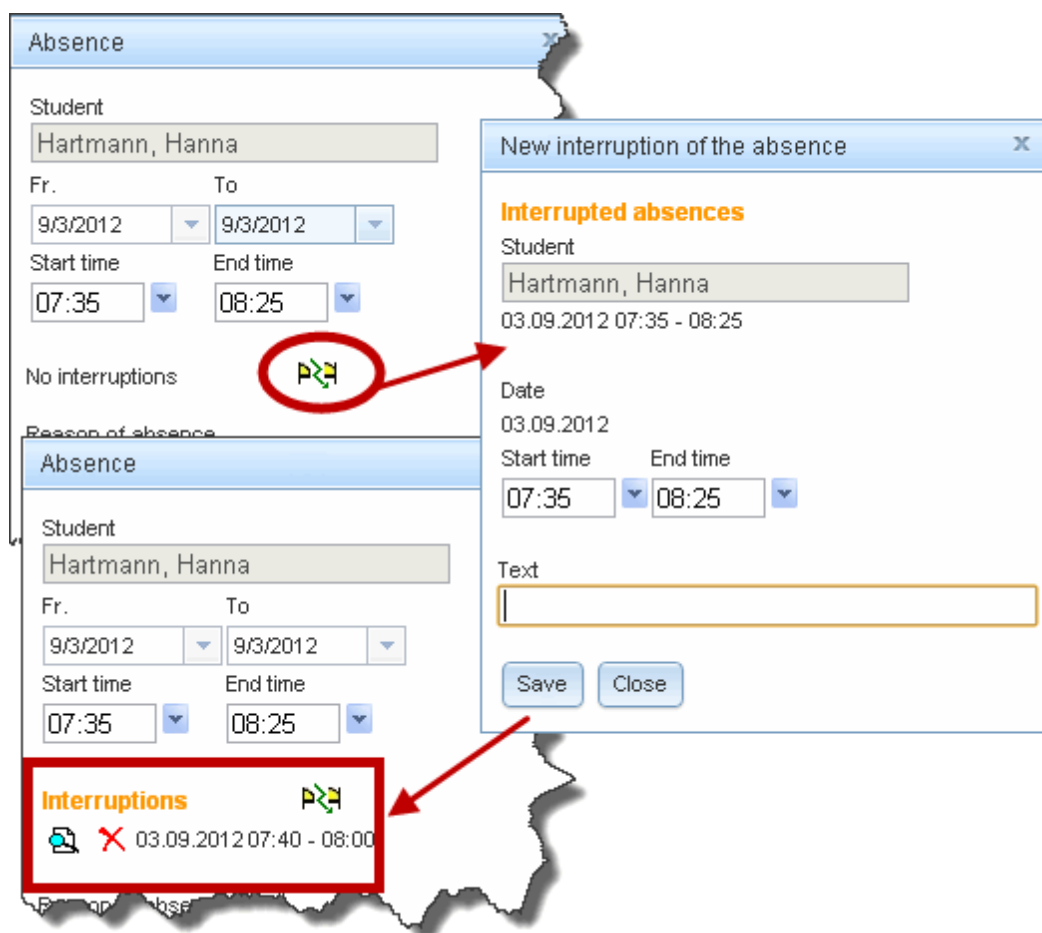 Absence x
Student
Hartmann, Hanna
Fr. To
9/3/2012 9/3/2012
Start time End time
07:35 08:25
No interruptions
Reason of absence
New interruption of the absence x
Interrupted absences
Student
Hartmann, Hanna
03.09.2012 07:35 - 08:25
Date
03.09.2012
Start time End time
07:35 08:25
Text
Save Close
Absence
Student
Hartmann, Hanna
Fr. To
9/3/2012 9/3/2012
Start time End time
07:35 08:25
Interruptions
03.09.2012 07:40 - 08:00